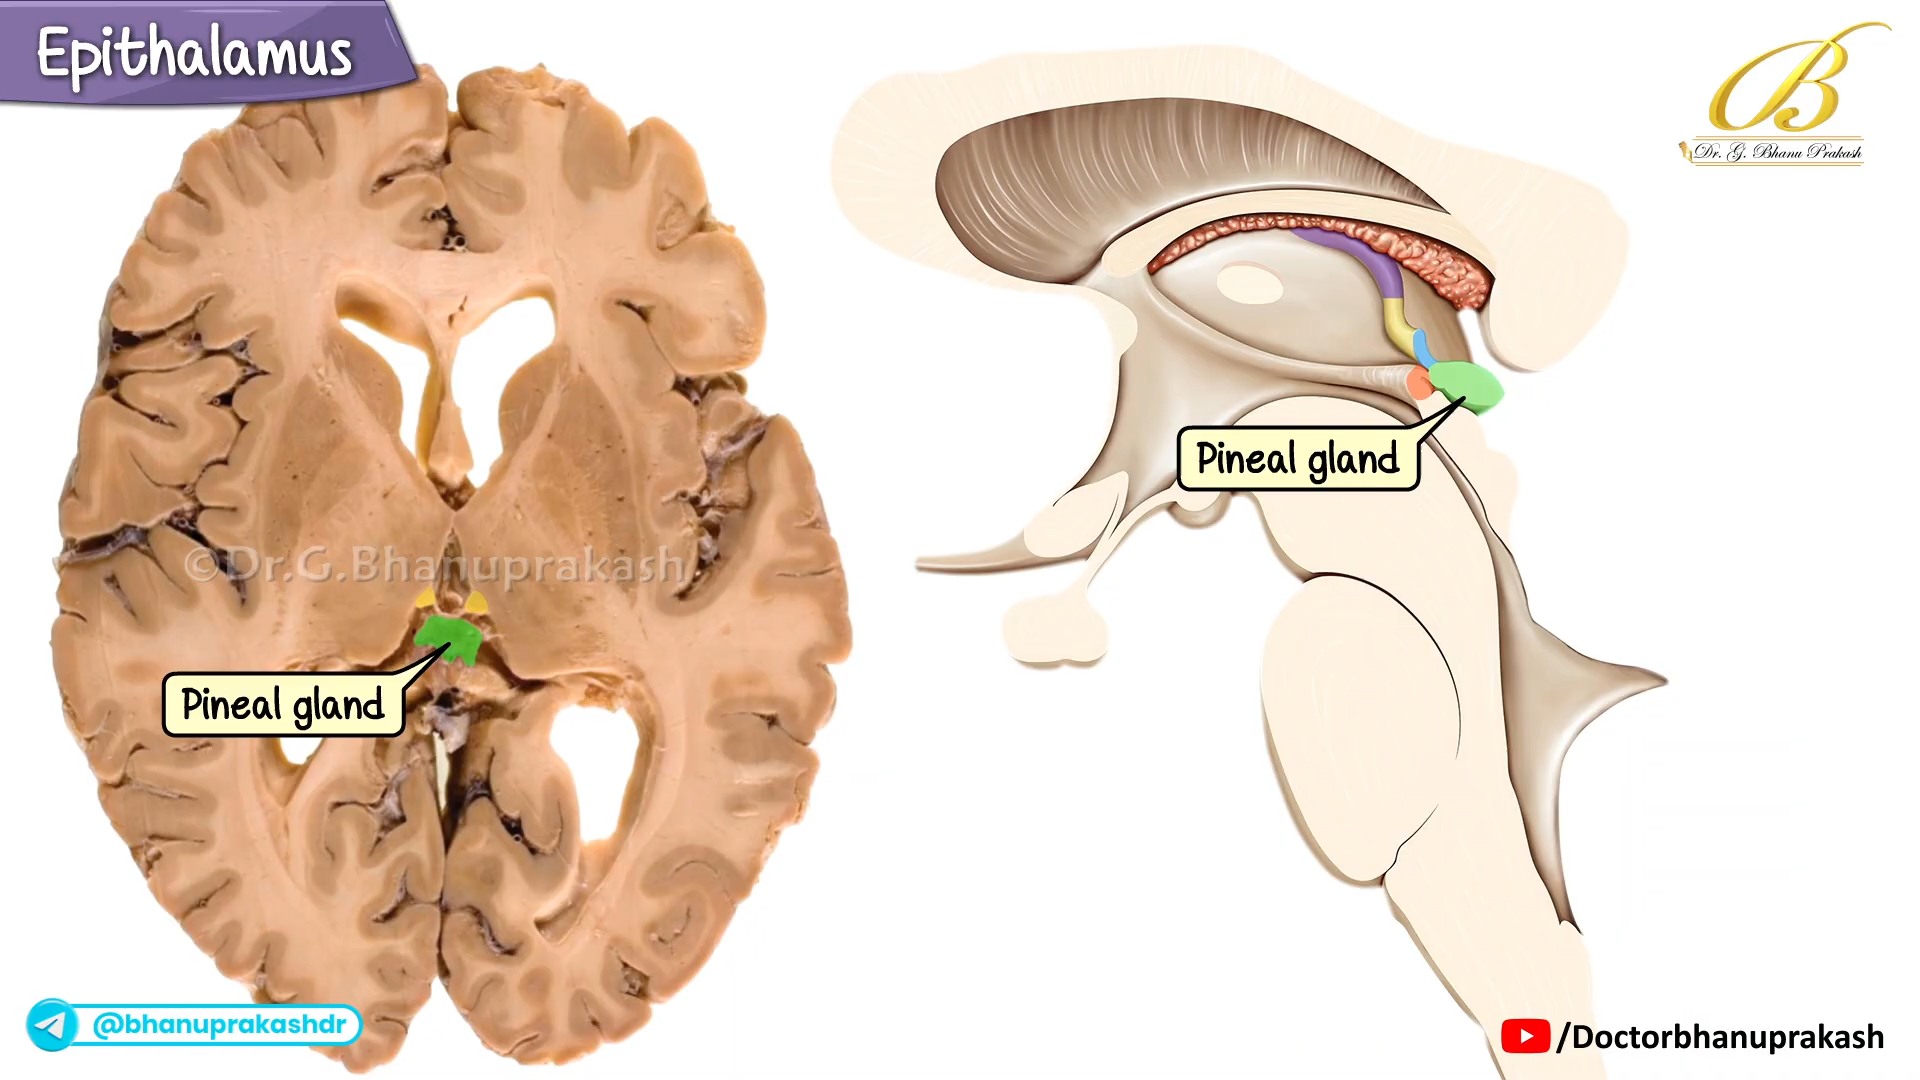 Epithalamus
Dr. G. Bhanu Prakash
Pineal gland
©Dr.G.Bhanuprakash
Pineal gland
@bhanuprakashdr
/Doctorbhanuprakash